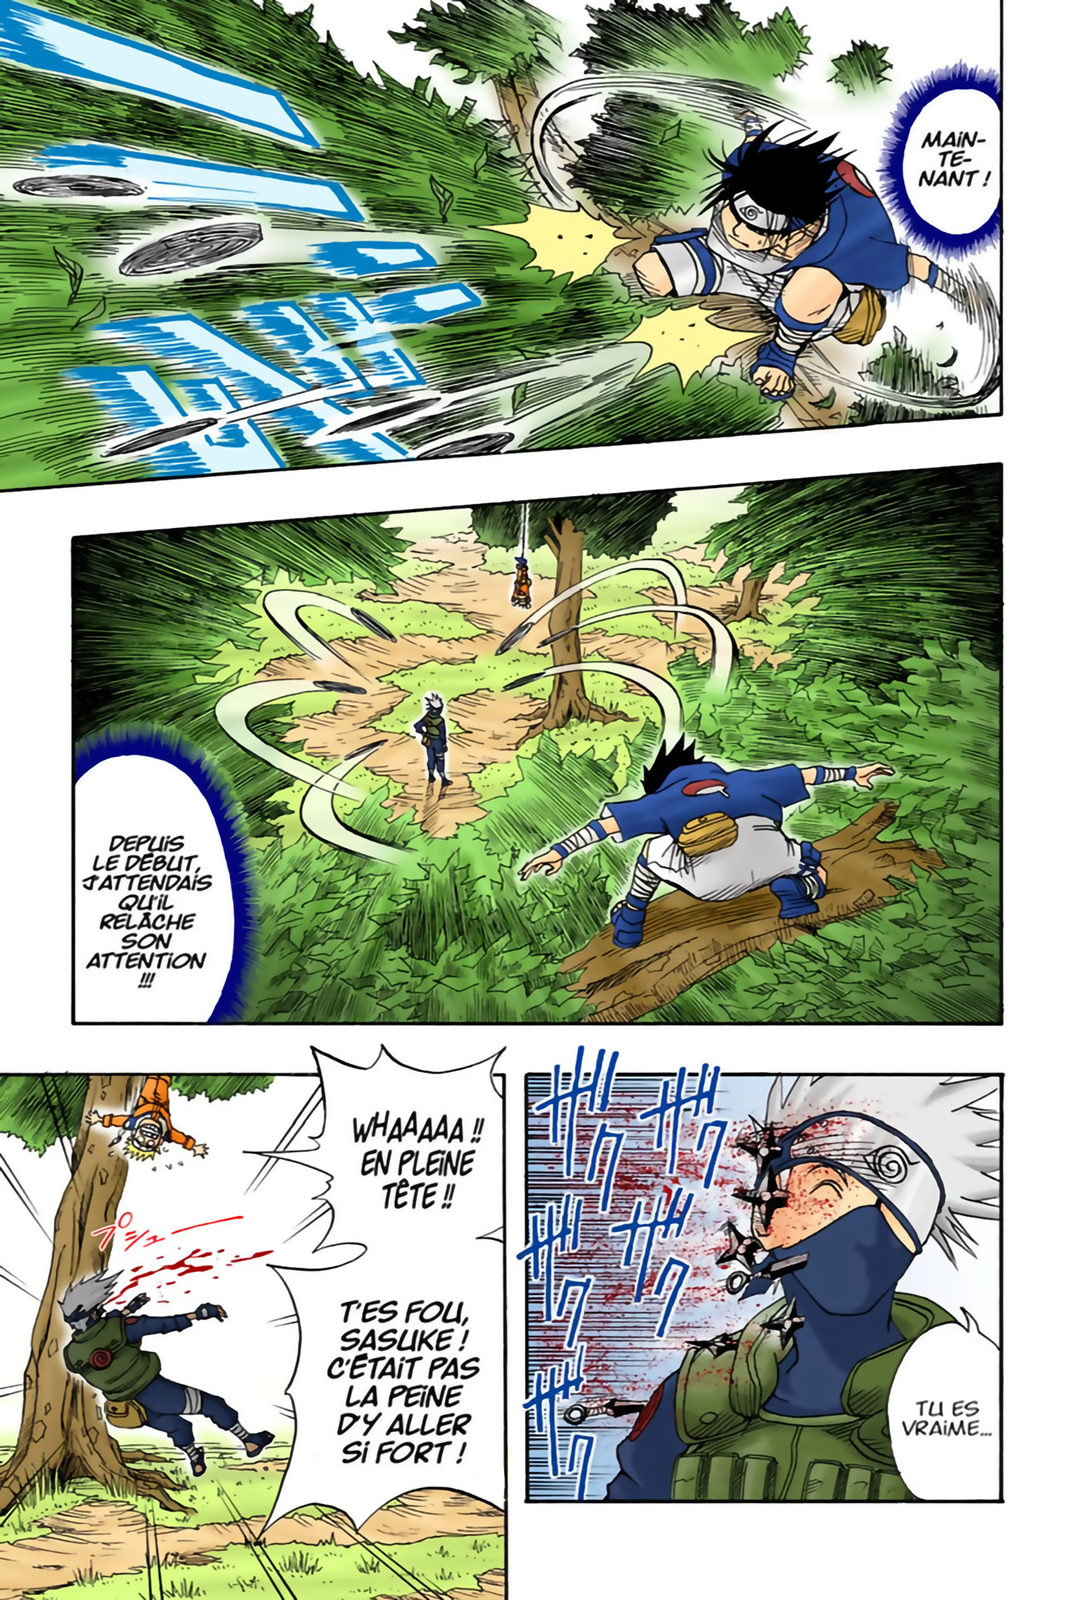 MAIN-
TE-
NANT !
DEPUIS
LE DÉBUT,
J'ATTENDAIS
QU'IL
RELÂCHE
SON
ATTENTION
!!!
ザク
ザク
ザク
ザク
ザク
TU ES
VRAIME...
WHAAAAA !!
EN PLEINE
TÊTE !!
T'ES FOU,
SASUKE !
C'ÉTAIT PAS
LA PEINE
D'Y ALLER
SI FORT !
プシュー